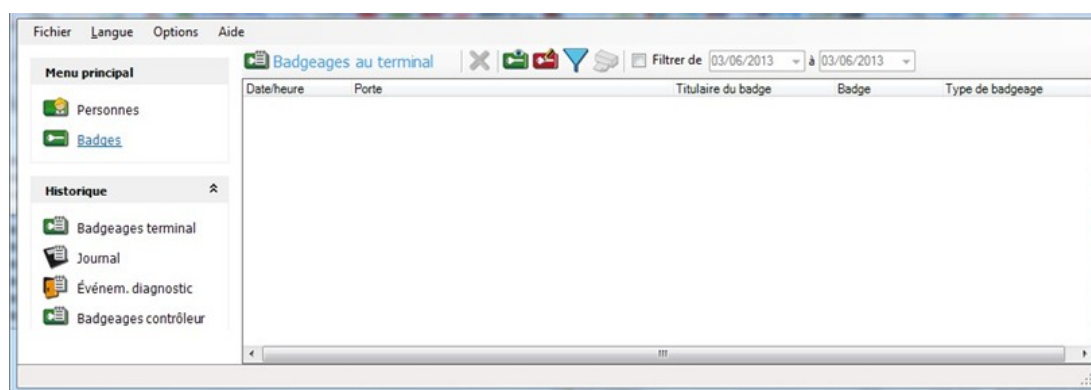 Fichier Langue Options Aide
Menu principal
Personnes
Badges
Historique
Badgeages terminal
Journal
Événem. diagnostic
Badgeages contrôleur
Badgeages au terminal Filtrer de 03/06/2013 à 03/06/2013
Date/heure Porte Titulaire du badge Badge Type de badgeage